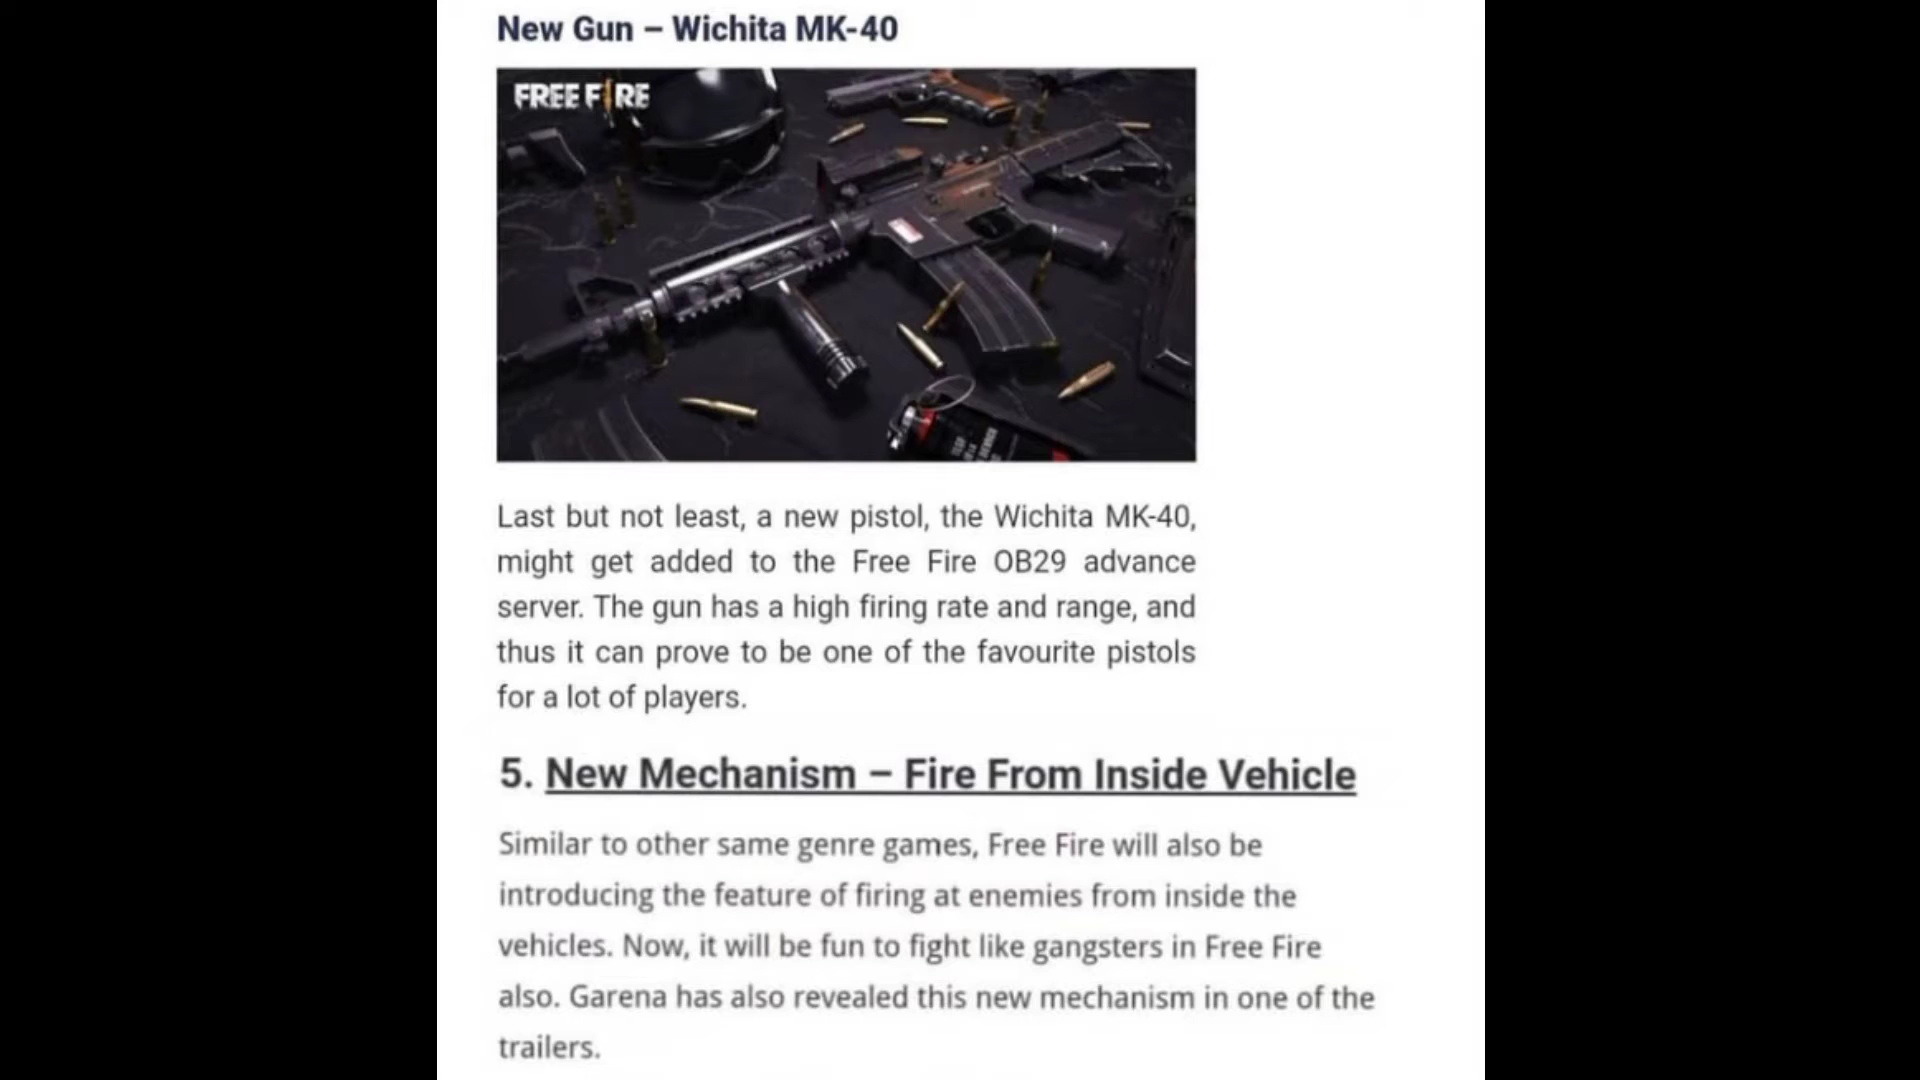 New Gun – Wichita MK-40
FREE FIRE
Last but not least, a new pistol, the Wichita MK-40,
might get added to the Free Fire OB29 advance
server. The gun has a high firing rate and range, and
thus it can prove to be one of the favourite pistols
for a lot of players.
5. New Mechanism – Fire From Inside Vehicle
Similar to other same genre games, Free Fire will also be
introducing the feature of firing at enemies from inside the
vehicles. Now, it will be fun to fight like gangsters in Free Fire
also. Garena has also revealed this new mechanism in one of the
trailers.